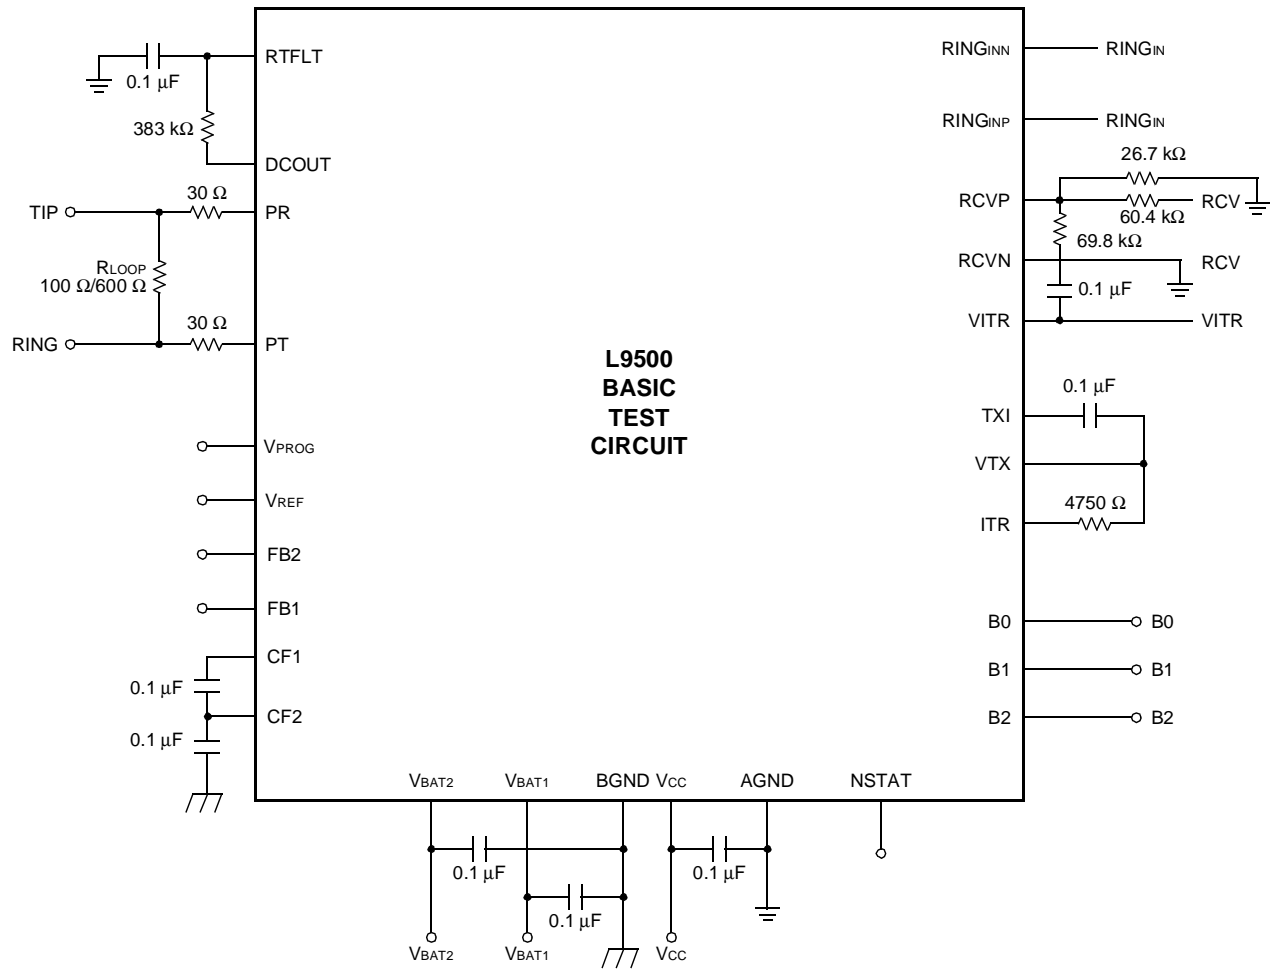 RTFLT
0.1 μF
383 kΩ
DCOUT
30 Ω
TIP
PR
RLOOP
100 Ω/600 Ω
30 Ω
RING
PT
VPROG
VREF
FB2
FB1
CF1
0.1 μF
CF2
0.1 μF
L9500
BASIC
TEST
CIRCUIT
RINGINN
RINGIN
RINGINP
RINGIN
26.7 kΩ
RCVP
RCV
60.4 kΩ
69.8 kΩ
RCVN
RCV
0.1 μF
VITR
VITR
0.1 μF
TXI
VTX
4750 Ω
ITR
B0
B0
B1
B1
B2
B2
VBAT2
VBAT1
BGND
VCC
AGND
NSTAT
0.1 μF
0.1 μF
0.1 μF
VBAT2
VBAT1
VCC